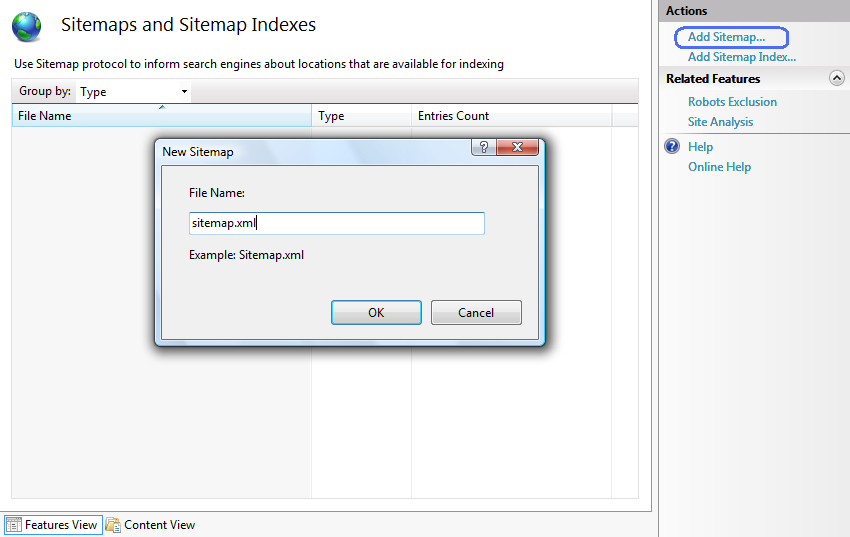 Sitemaps and Sitemap Indexes
Use Sitemap protocol to inform search engines about locations that are available for indexing
Group by: Type
File Name Type Entries Count
New Sitemap
File Name:
sitemap.xml
Example: Sitemap.xml
OK Cancel
Features View Content View
Actions
Add Sitemap...
Add Sitemap Index...
Related Features
Robots Exclusion
Site Analysis
Help
Online Help